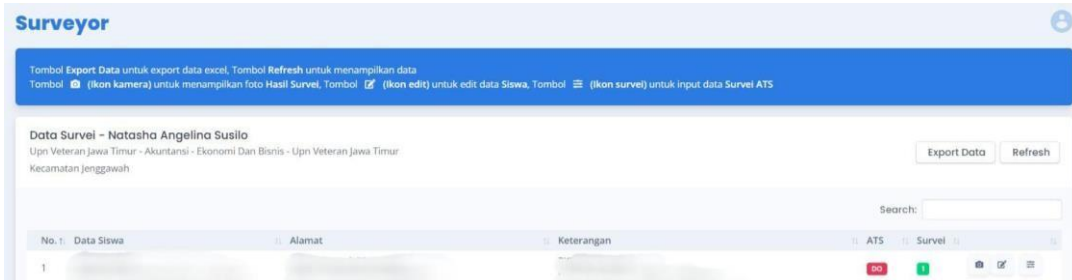 Surveyor
Tombol Export Data untuk export data excel, Tombol Refresh untuk menampilkan data
Tombol (Ikon kamera) untuk menampilkan foto Hasil Survei, Tombol (Ikon edit) untuk edit data Siswa, Tombol (Ikon survei) untuk input data Survei ATS
Data Survei - Natasha Angelina Susilo
Upn Veteran Jawa Timur - Akuntansi - Ekonomi Dan Bisnis - Upn Veteran Jawa Timur
Kecamatan Jenggawah
Export Data Refresh
Search:
No. Data Siswa Alamat Keterangan ATS Survei
1 DO 1